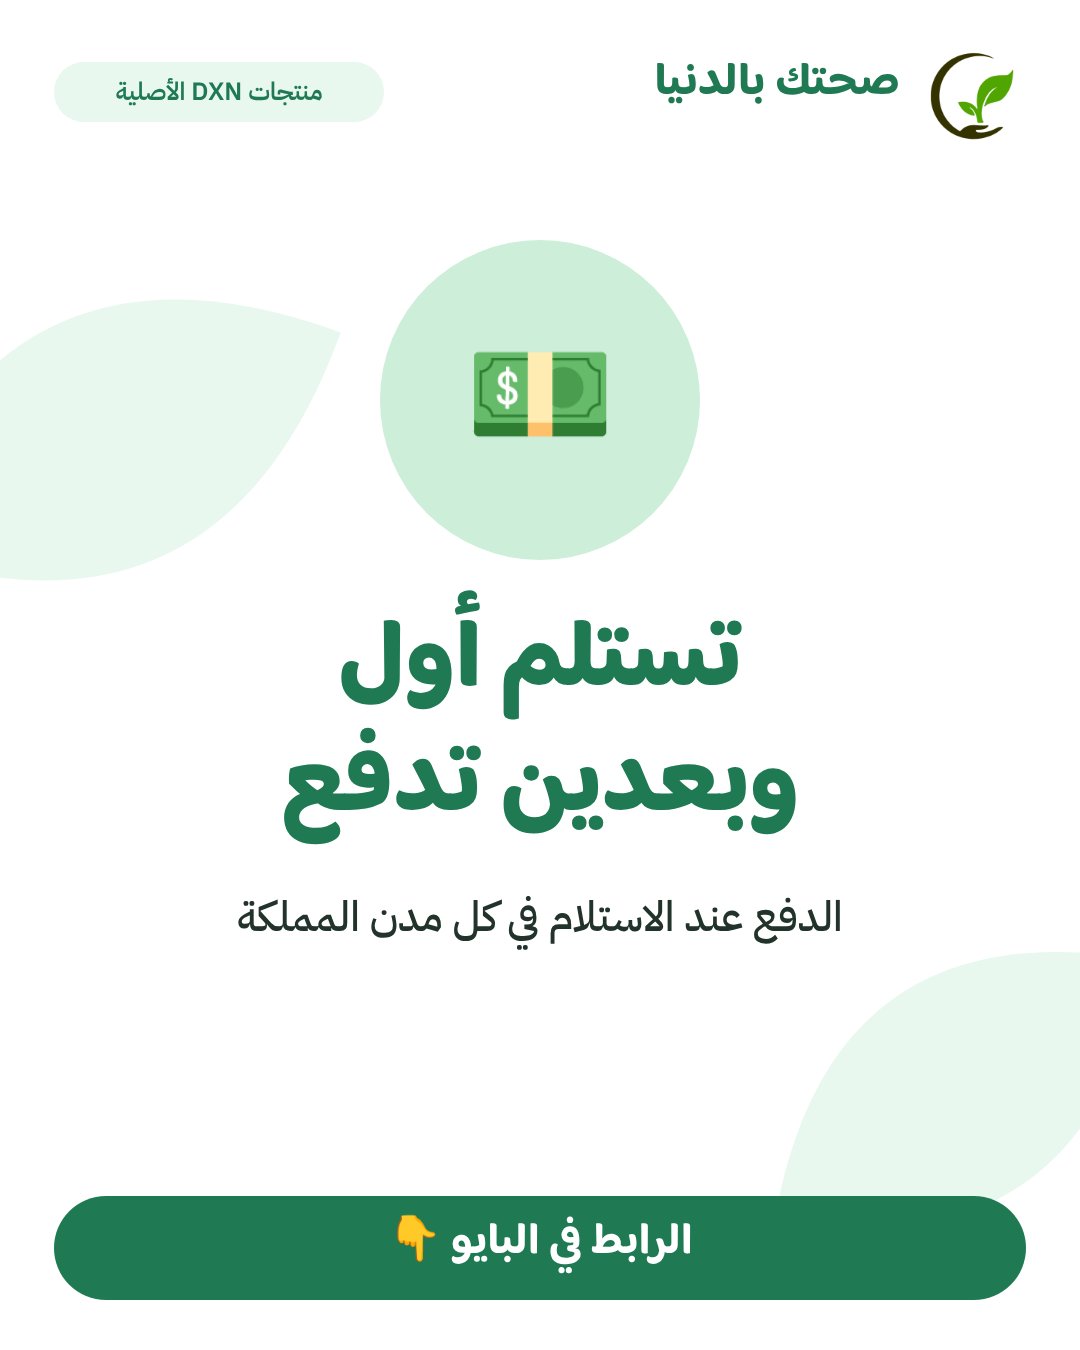 صحتك بالدنيا
منتجات DXN الأصلية
$
تستلم أول
وبعدين تدفع
الدفع عند الاستلام في كل مدن المملكة
الرابط في البايو 👇